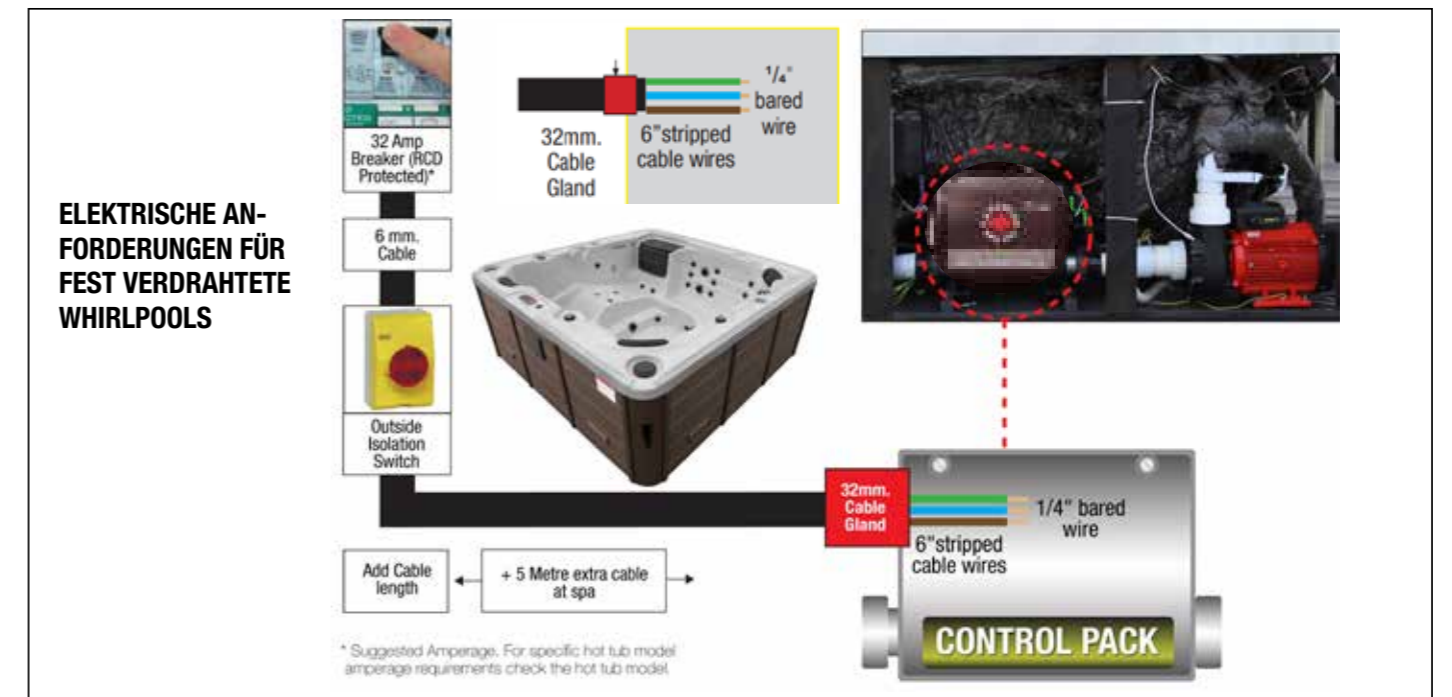 ELEKTRISCHE AN-
FORDERUNGEN FÜR
FEST VERDRAHTETE
WHIRLPOOLS
32 Amp
Breaker (RCD
Protected)*
6 mm.
Cable
Outside
Isolation
Switch
32mm.
Cable
Gland
6"stripped
cable wires
1/4"
bared
wire
32mm.
Cable
Gland
6"stripped
cable wires
1/4" bared
wire
CONTROL PACK
Add Cable
length
+ 5 Metre extra cable
at spa
* Suggested Amperage. For specific hot tub model
amperage requirements check the hot tub model.